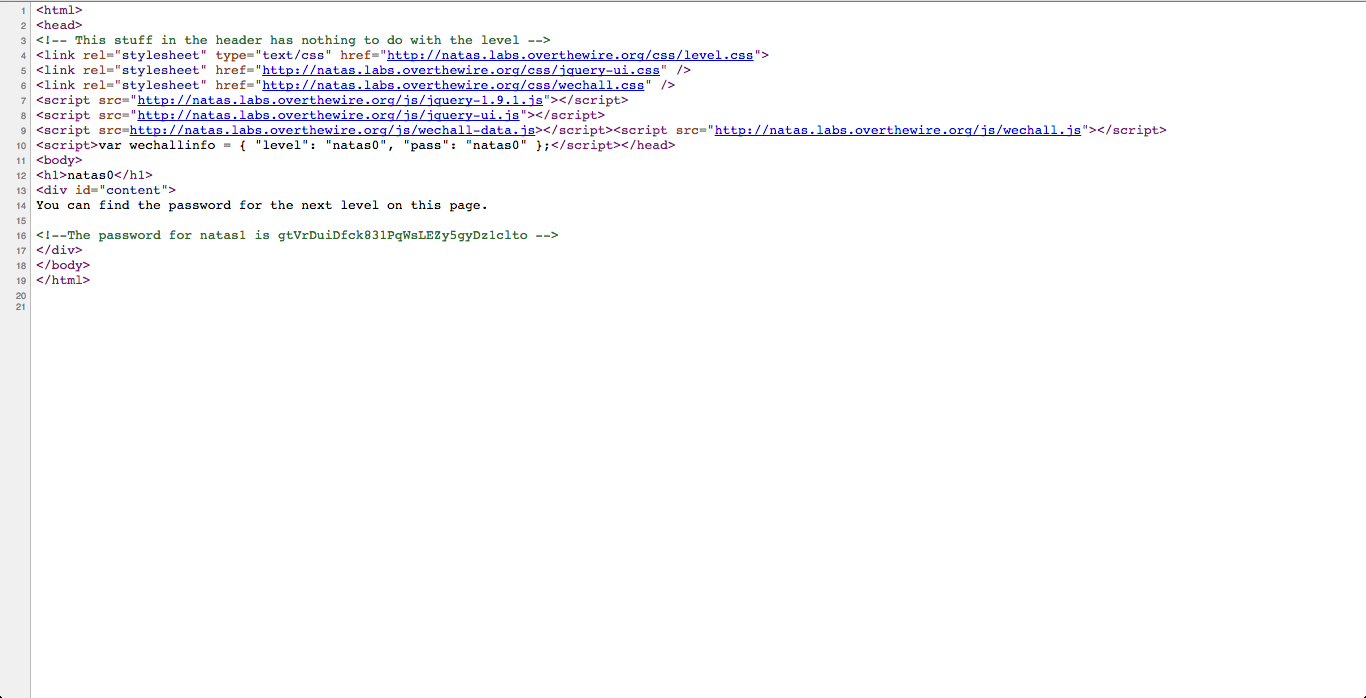 1 <html>
2 <head>
3 <!-- This stuff in the header has nothing to do with the level -->
4 <link rel="stylesheet" type="text/css" href="http://natas.labs.overthewire.org/css/level.css">
5 <link rel="stylesheet" href="http://natas.labs.overthewire.org/css/jquery-ui.css" />
6 <link rel="stylesheet" href="http://natas.labs.overthewire.org/css/wechall.css" />
7 <script src="http://natas.labs.overthewire.org/js/jquery-1.9.1.js"></script>
8 <script src="http://natas.labs.overthewire.org/js/jquery-ui.js"></script>
9 <script src=http://natas.labs.overthewire.org/js/wechall-data.js></script><script src="http://natas.labs.overthewire.org/js/wechall.js"></script>
10 <script>var wechallinfo = { "level": "natas0", "pass": "natas0" };</script></head>
11 <body>
12 <h1>natas0</h1>
13 <div id="content">
14 You can find the password for the next level on this page.
15
16 <!--The password for natas1 is gtVrDuiDfck831PqWsLEZy5gyDz1clto -->
17 </div>
18 </body>
19 </html>
20
21